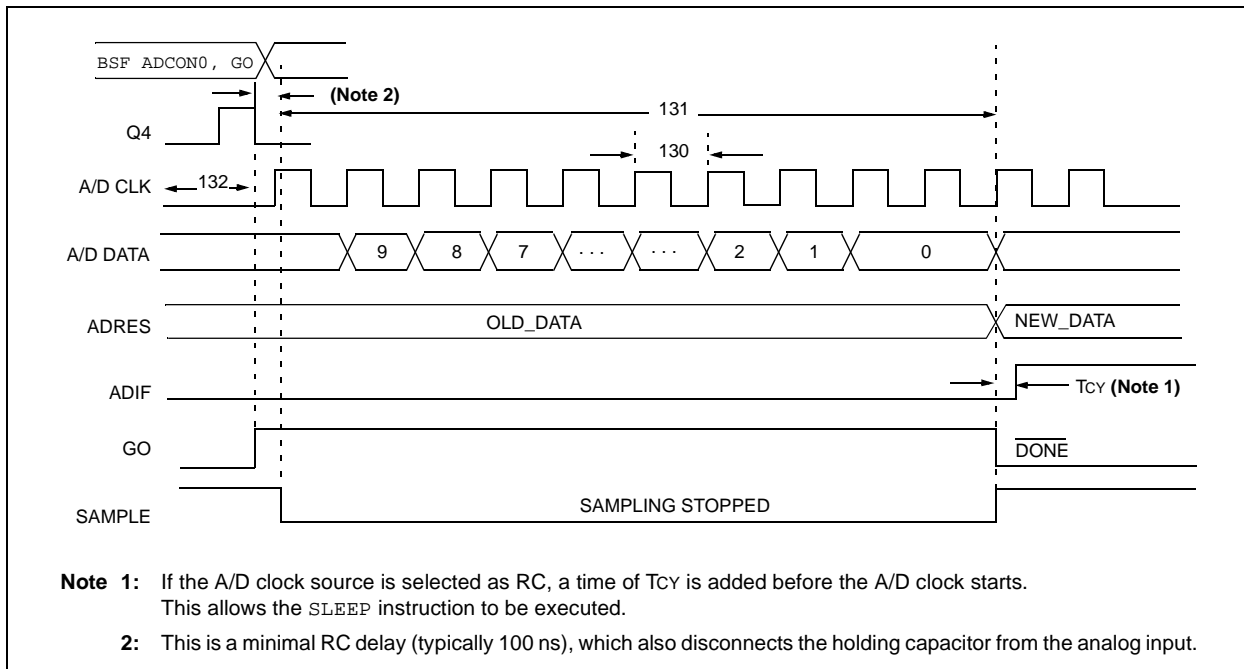 BSF ADCON0, GO
(Note 2)
131
Q4
130
A/D CLK
132
A/D DATA
9 8 7 . . . . . . 2 1 0
ADRES
OLD_DATA
NEW_DATA
ADIF
TCY (Note 1)
GO
DONE
SAMPLE
SAMPLING STOPPED
Note 1: If the A/D clock source is selected as RC, a time of TCY is added before the A/D clock starts.
This allows the SLEEP instruction to be executed.
2: This is a minimal RC delay (typically 100 ns), which also disconnects the holding capacitor from the analog input.